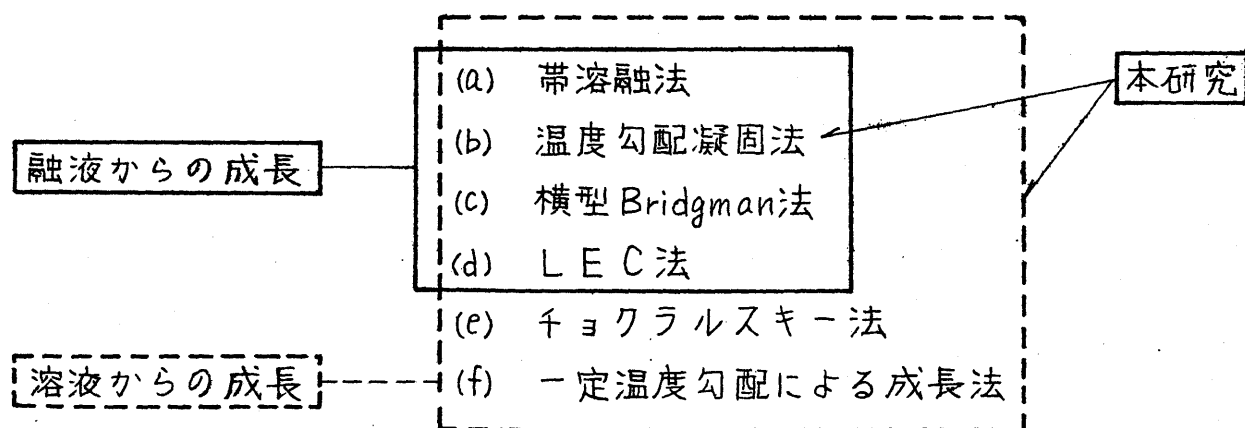 (a) 帯溶融法
本研究
(b) 温度勾配凝固法
融液からの成長
(c) 横型Bridgman法
(d) LEC法
(e) チョクラルスキー法
溶液からの成長
(f) 一定温度勾配による成長法